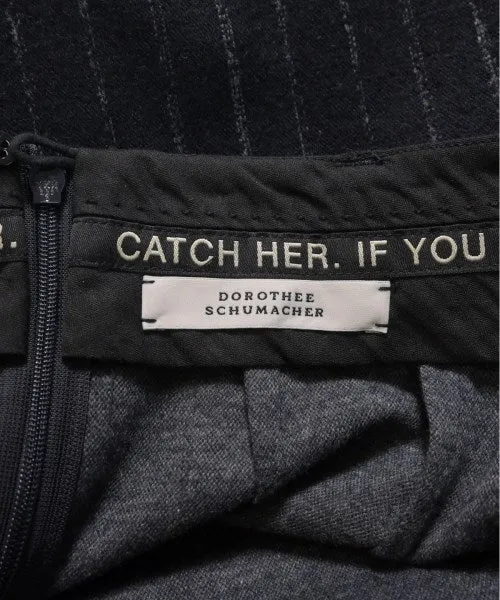 R. CATCH HER. IF YOU
DOROTHEE
SCHUMACHER